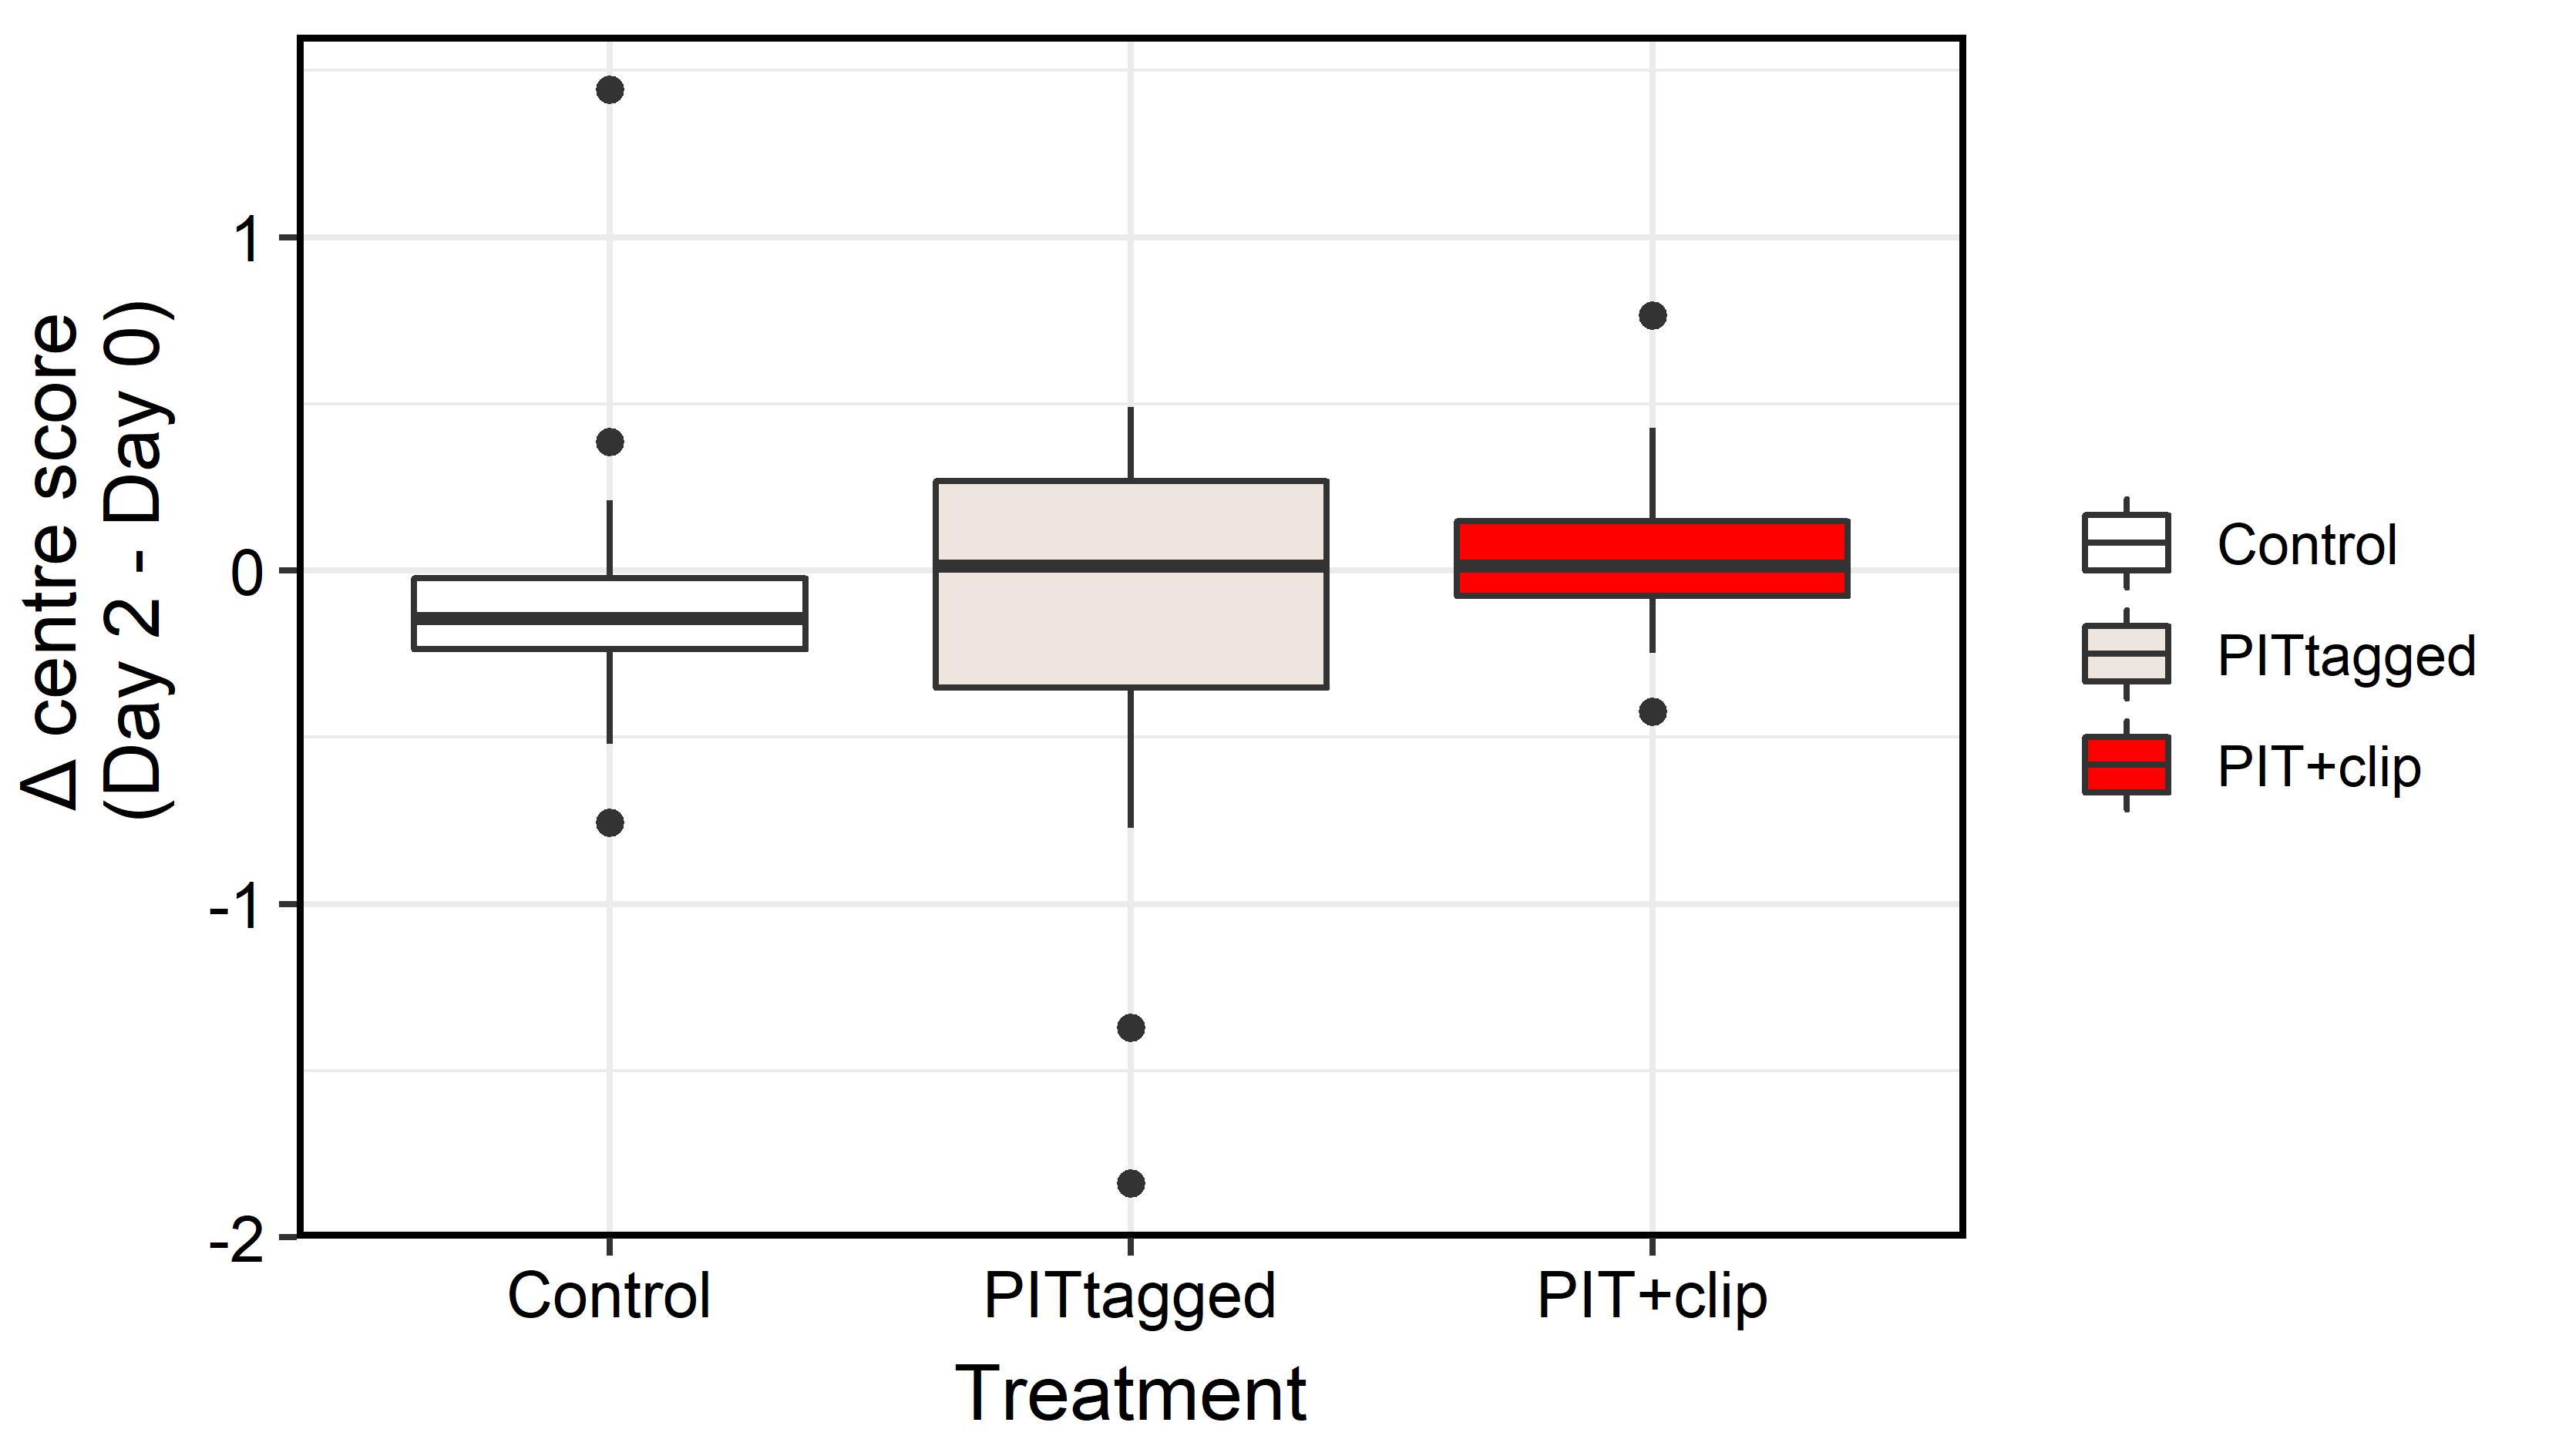 Δ centre score
(Day 2 - Day 0)
1
0
-1
-2
Control
PITtagged
PIT+clip
Treatment
Control
PITtagged
PIT+clip